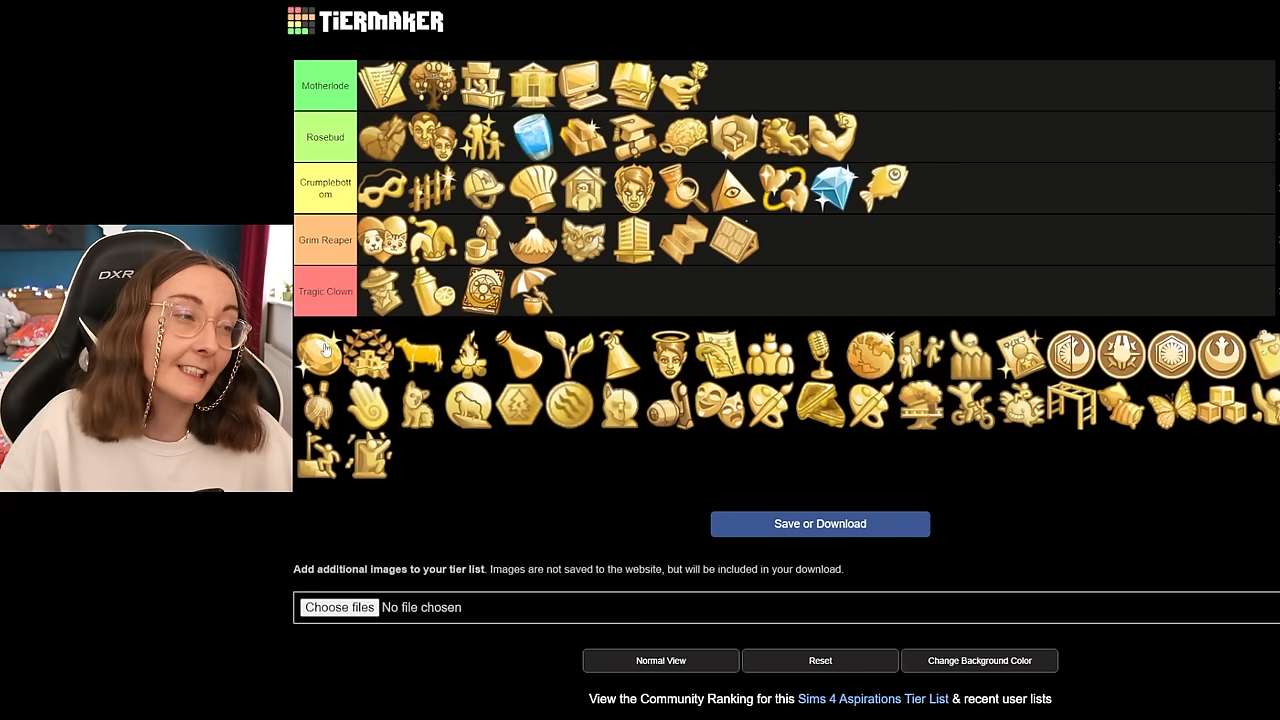 TiERMAKER
Motherlode
Rosebud
Crumplebott
om
Grim Reaper
Tragic Clown
DXR
Save or Download
Add additional images to your tier list. Images are not saved to the website, but will be included in your download.
Choose files No file chosen
Normal View
Reset
Change Background Color
View the Community Ranking for this Sims 4 Aspirations Tier List & recent user lists